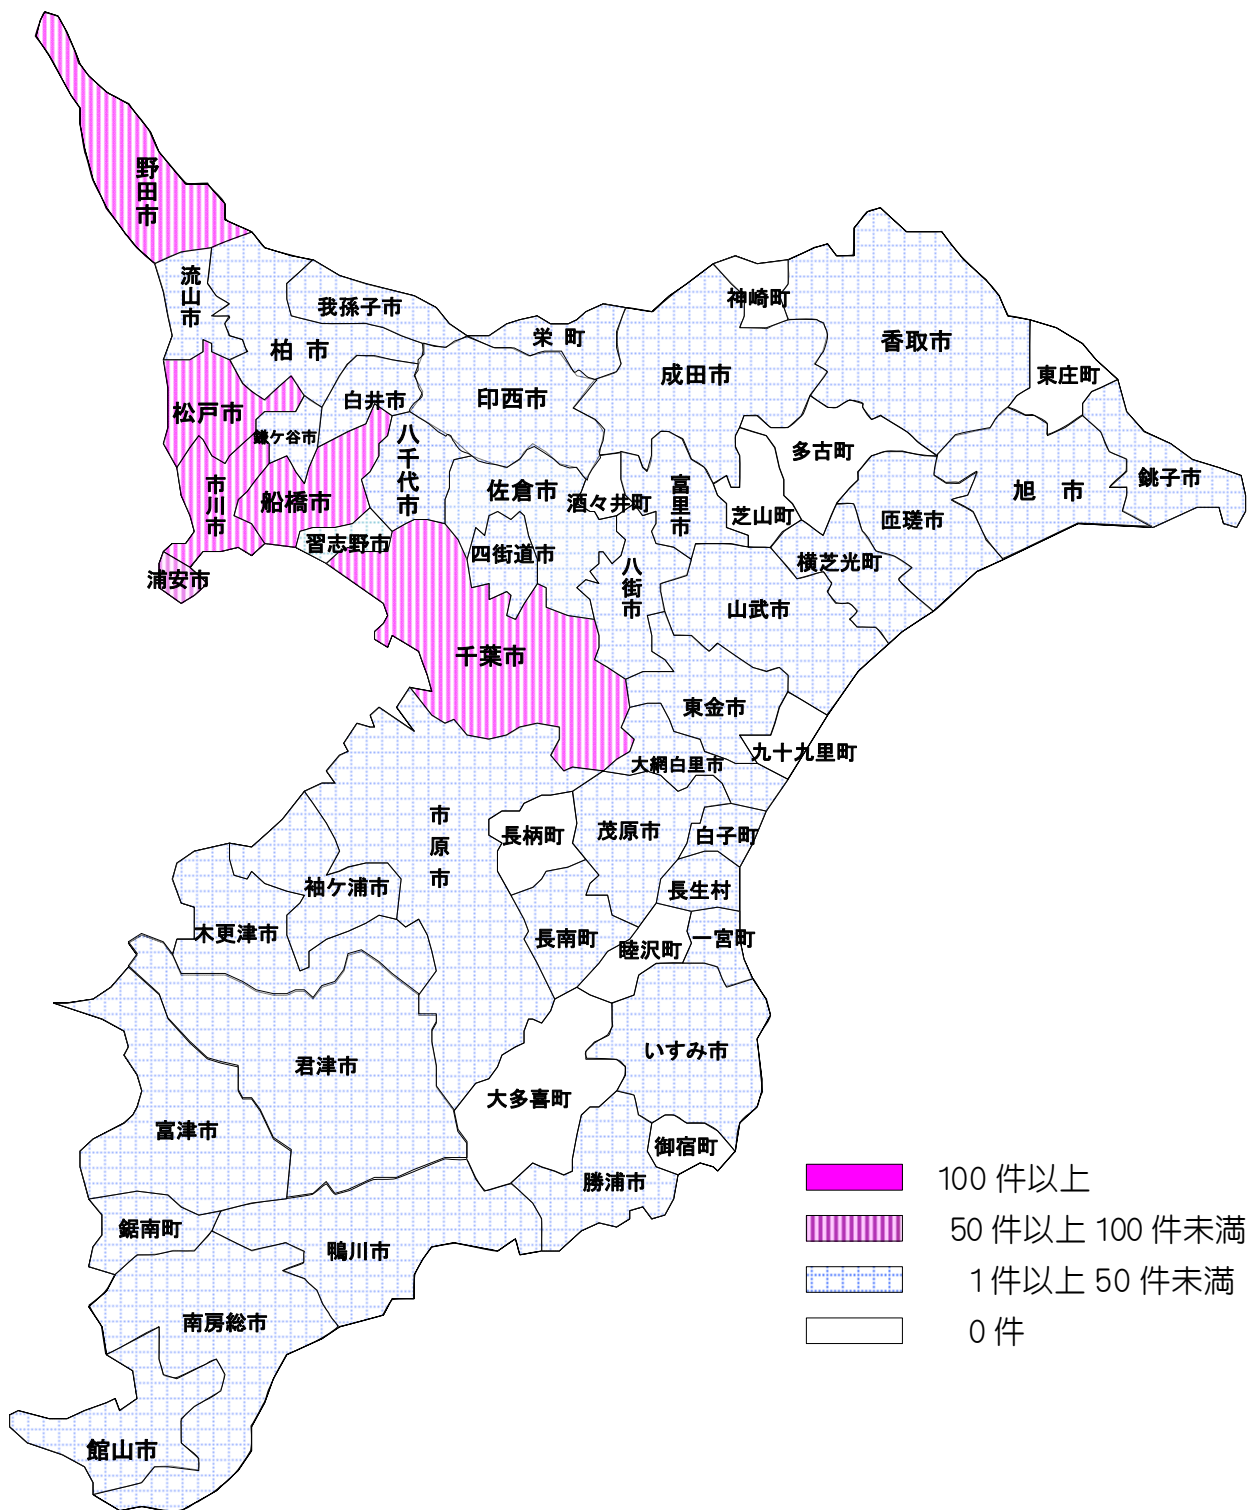 野田市
流山市
我孫子市
柏 市
松戸市
鎌ケ谷市
白井市
市川市
船橋市
八千代市
習志野市
浦安市
印西市
栄 町
成田市
神崎町
香取市
東庄町
佐倉市
酒々井町
富里市
多古町
芝山町
匝瑳市
旭 市
銚子市
四街道市
八街市
横芝光町
山武市
千葉市
東金市
九十九里町
大網白里市
市原市
長柄町
茂原市
白子町
長生村
袖ケ浦市
木更津市
長南町
睦沢町
一宮町
君津市
いすみ市
大多喜町
富津市
御宿町
勝浦市
鋸南町
鴨川市
南房総市
館山市
100 件以上
50 件以上 100 件未満
1件以上 50 件未満
0 件